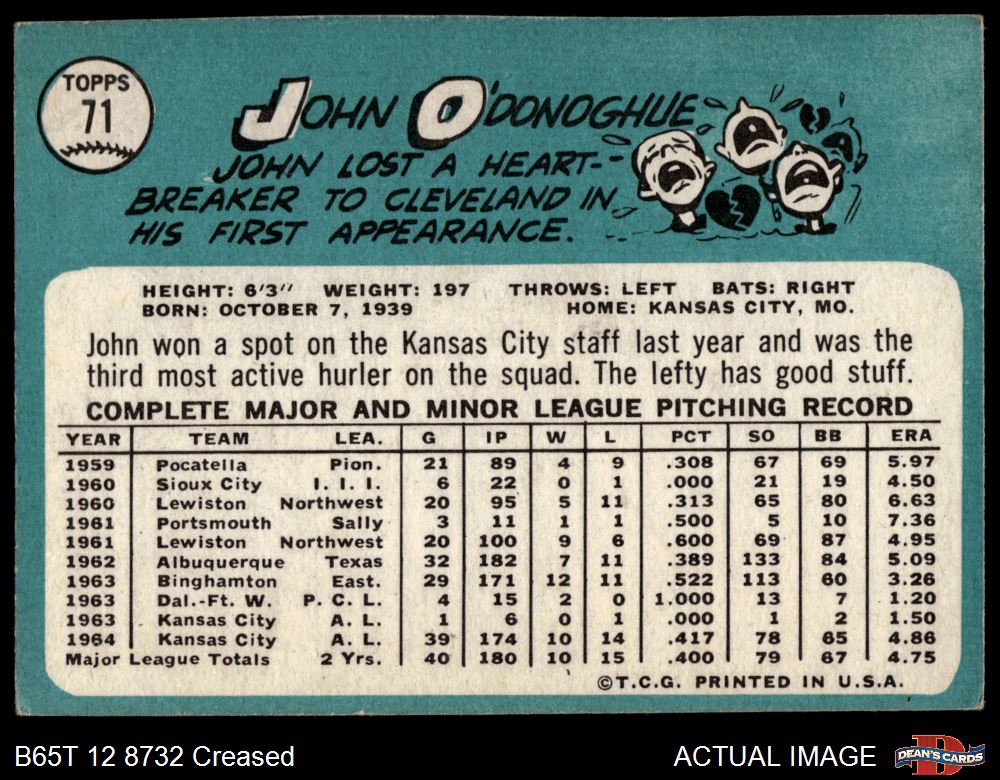 TOPPS
71
JOHN O'DONOGHUE
JOHN LOST A HEART-
BREAKER TO CLEVELAND IN
HIS FIRST APPEARANCE.
HEIGHT: 6'3" WEIGHT: 197 THROWS: LEFT BATS: RIGHT
BORN: OCTOBER 7, 1939 HOME: KANSAS CITY, MO.
John won a spot on the Kansas City staff last year and was the
third most active hurler on the squad. The lefty has good stuff.
COMPLETE MAJOR AND MINOR LEAGUE PITCHING RECORD
YEAR TEAM LEA. G IP W L PCT SO BB ERA
1959 Pocatella Pion. 21 89 4 9 .308 67 69 5.97
1960 Sioux City I. I. I. 6 22 0 1 .000 21 19 4.50
1960 Lewiston Northwest 20 95 5 11 .313 65 80 6.63
1961 Portsmouth Sally 3 11 1 1 .500 5 10 7.36
1961 Lewiston Northwest 20 100 9 6 .600 69 87 4.95
1962 Albuquerque Texas 32 182 7 11 .389 133 84 5.09
1963 Binghamton East. 29 171 12 11 .522 113 60 3.26
1963 Dal.-Ft. W. P. C. L. 4 15 2 0 1.000 13 7 1.20
1963 Kansas City A. L. 1 6 0 1 .000 1 2 1.50
1964 Kansas City A. L. 39 174 10 14 .417 78 65 4.86
Major League Totals 2 Yrs. 40 180 10 15 .400 79 67 4.75
©T.C.G. PRINTED IN U.S.A.
B65T 12 8732 Creased
ACTUAL IMAGE
DEAN'S CARDS